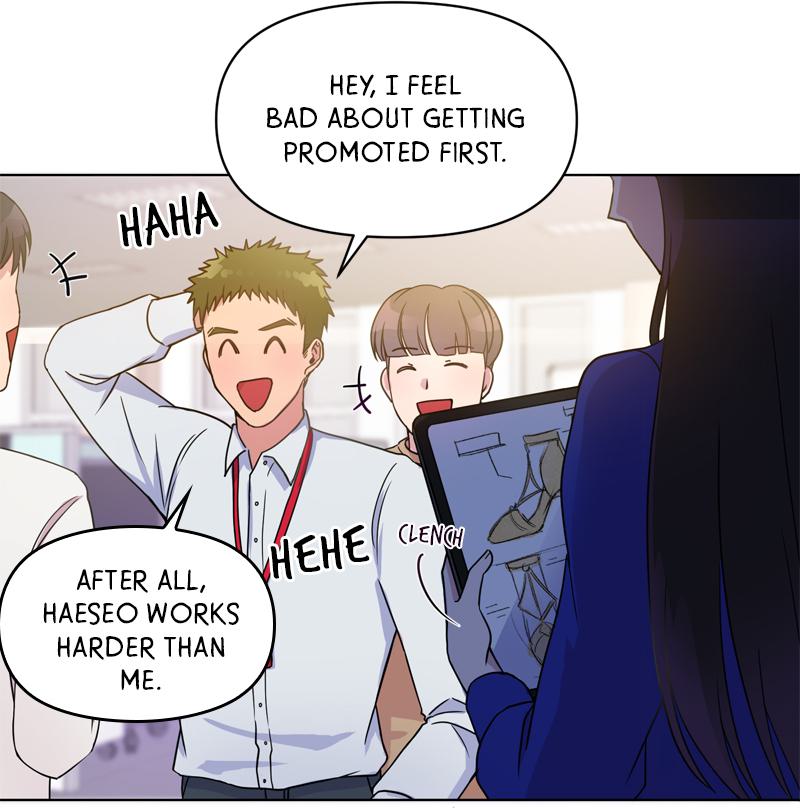 HEY, I FEEL
BAD ABOUT GETTING
PROMOTED FIRST.
HAHA
HEHE
CLENCH
AFTER ALL,
HAESEO WORKS
HARDER THAN
ME.